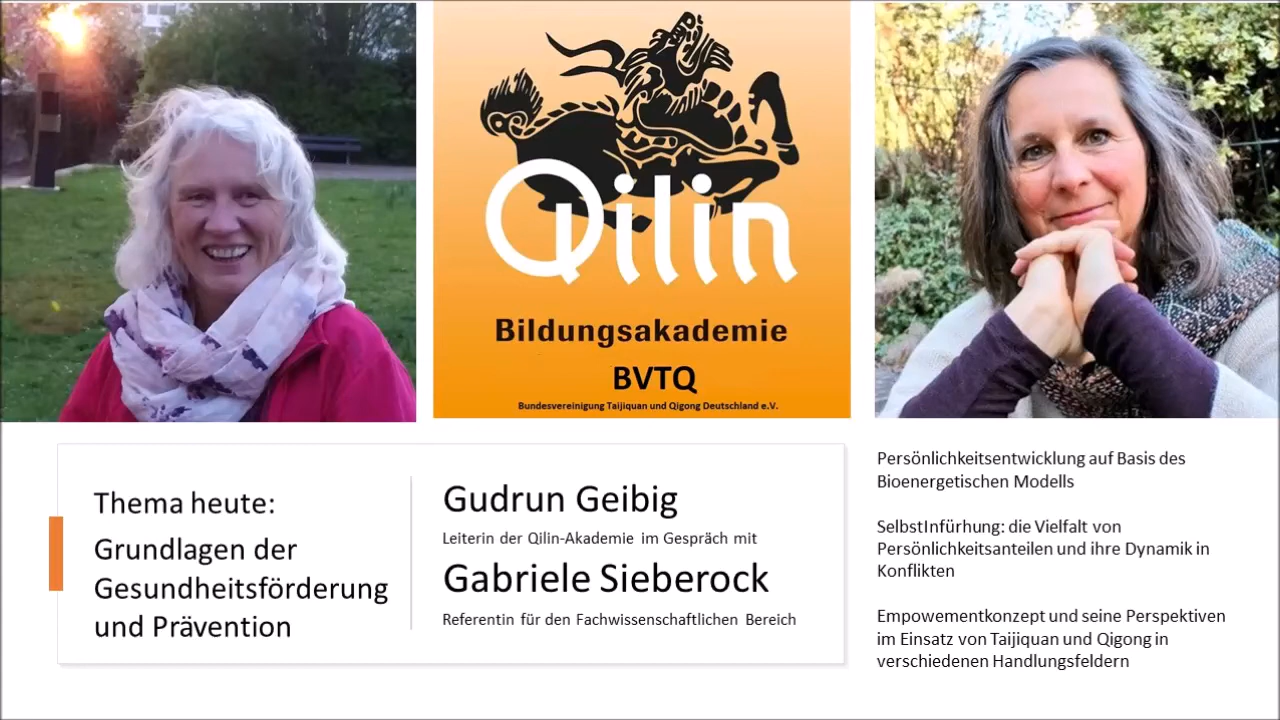 Qilin
Bildungsakademie
BVTQ
Bundesvereinigung Taijiquan und Qigong Deutschland e.V.
Thema heute:
Grundlagen der
Gesundheitsförderung
und Prävention
Gudrun Geibig
Leiterin der Qilin-Akademie im Gespräch mit
Gabriele Sieberock
Referentin für den Fachwissenschaftlichen Bereich
Persönlichkeitsentwicklung auf Basis des
Bioenergetischen Modells
SelbstInfürhung: die Vielfalt von
Persönlichkeitsanteilen und ihre Dynamik in
Konflikten
Empowementkonzept und seine Perspektiven
im Einsatz von Taijiquan und Qigong in
verschiedenen Handlungsfeldern